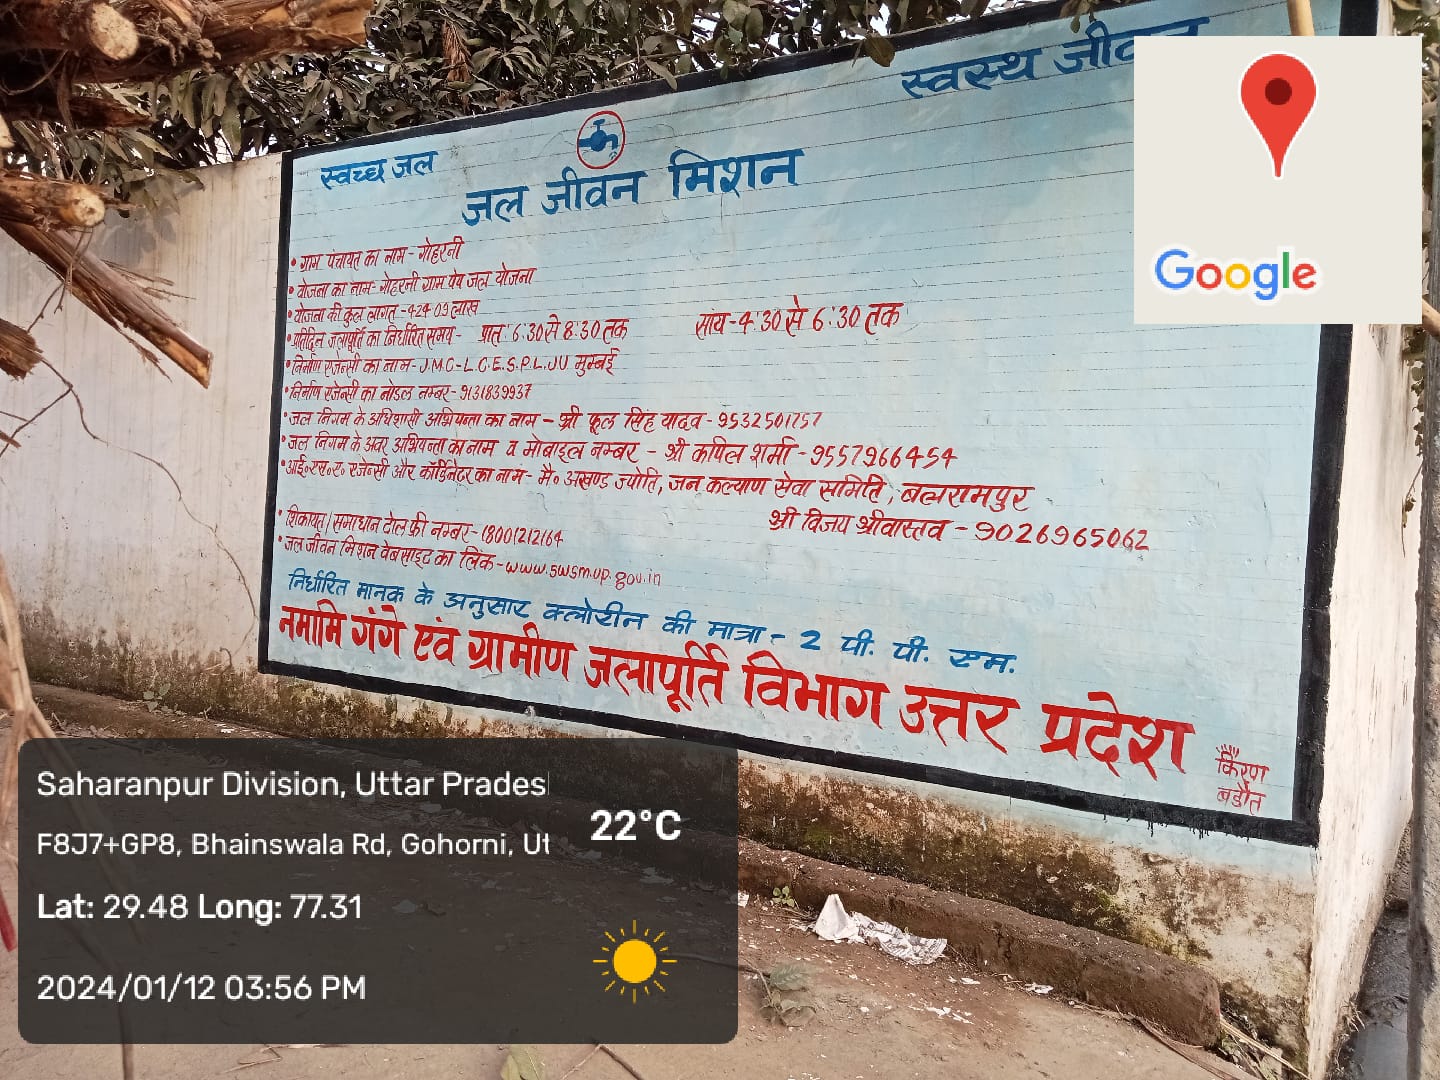 स्वच्छ जल
स्वस्थ जीवन
जल जीवन मिशन
• ग्राम पंचायत का नाम - गोहरनी
• योजना का नाम- गोहरनी ग्राम पेय जल योजना
• योजना की कुल लागत -424.09 लाख
• प्रतिदिन जलापूर्ति का निर्धारित समय- प्रात: 6:30 से 8:30 तक सांय-4:30 से 6:30 तक
• निर्माण एजेन्सी का नाम-J.M.C-L.C.E.S.P.L.JU मुम्बई
• निर्माण एजेन्सी का नोडल नम्बर-9131839937
• जल निगम के अधिशासी अभियन्ता का नाम - श्री फूल सिंह यादव-9532501757
• जल निगम के अवर अभियन्ता का नाम व मोबाइल नम्बर - श्री कपिल शर्मा-9557966454
• आई०एस०ए० एजेन्सी और कॉर्डिनेटर का नाम- मै० अखण्ड ज्योति, जन कल्याण सेवा समिति, बलरामपुर
श्री विजय श्रीवास्तव - 9026965062
• शिकायत/समाधान टोल फ्री नम्बर-18001212164
• जल जीवन मिशन वेबसाइट का लिंक-www.swsmup.gov.in
निर्धारित मानक के अनुसार क्लोरीन की मात्रा - 2 पी. पी. एम.
नमामि गंगे एवं ग्रामीण जलापूर्ति विभाग उत्तर प्रदेश
किरण
बडौत
Google
Saharanpur Division, Uttar Prades
F8J7+GP8, Bhainswala Rd, Gohorni, Ut
22°C
Lat: 29.48 Long: 77.31
2024/01/12 03:56 PM